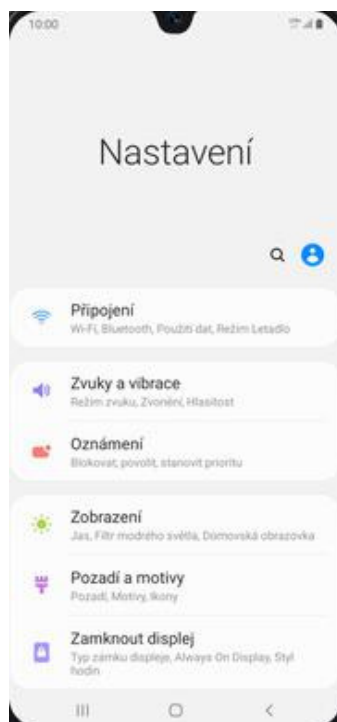 10:00
Nastavení
Připojení
Wi-Fi, Bluetooth, Použití dat, Režim Letadlo
Zvuky a vibrace
Režim zvuku, Zvonění, Hlasitost
Oznámení
Blokovat, povolit, stanovit prioritu
Zobrazení
Jas, Filtr modrého světla, Domovská obrazovka
Pozadí a motivy
Pozadí, Motivy, Ikony
Zamknout displej
Typ zámku displeje, Always On Display, Styl
hodin